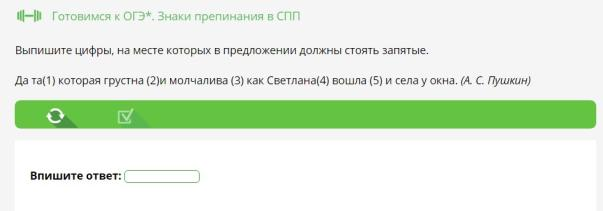 Готовимся к ОГЭ*. Знаки препинания в СПП
Выпишите цифры, на месте которых в предложении должны стоять запятые.
Да та(1) которая грустна (2)и молчалива (3) как Светлана(4) вошла (5) и села у окна. (А. С. Пушкин)
Впишите ответ: